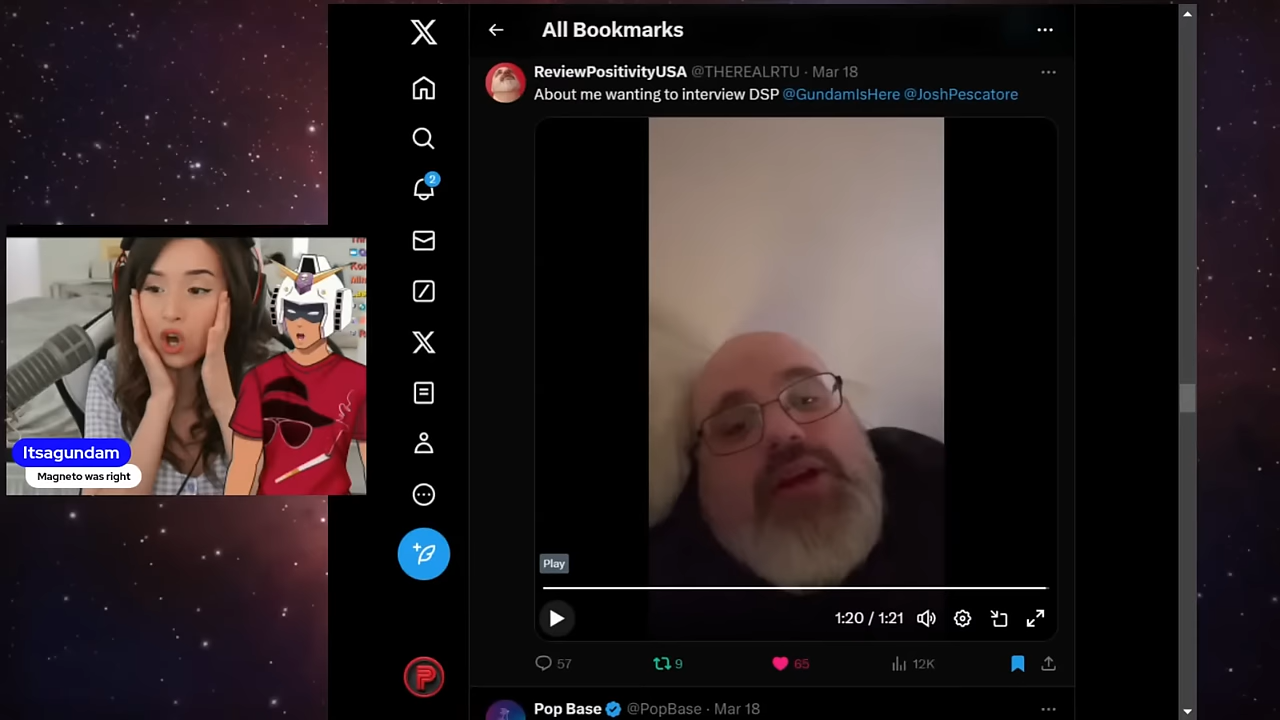 All Bookmarks
ReviewPositivityUSA @THEREALRTU · Mar 18
About me wanting to interview DSP @GundamIsHere @JoshPescatore
2
Itsagundam
Magneto was right
Play
1:20 / 1:21
57
9
65
12K
Pop Base @PopBase · Mar 18